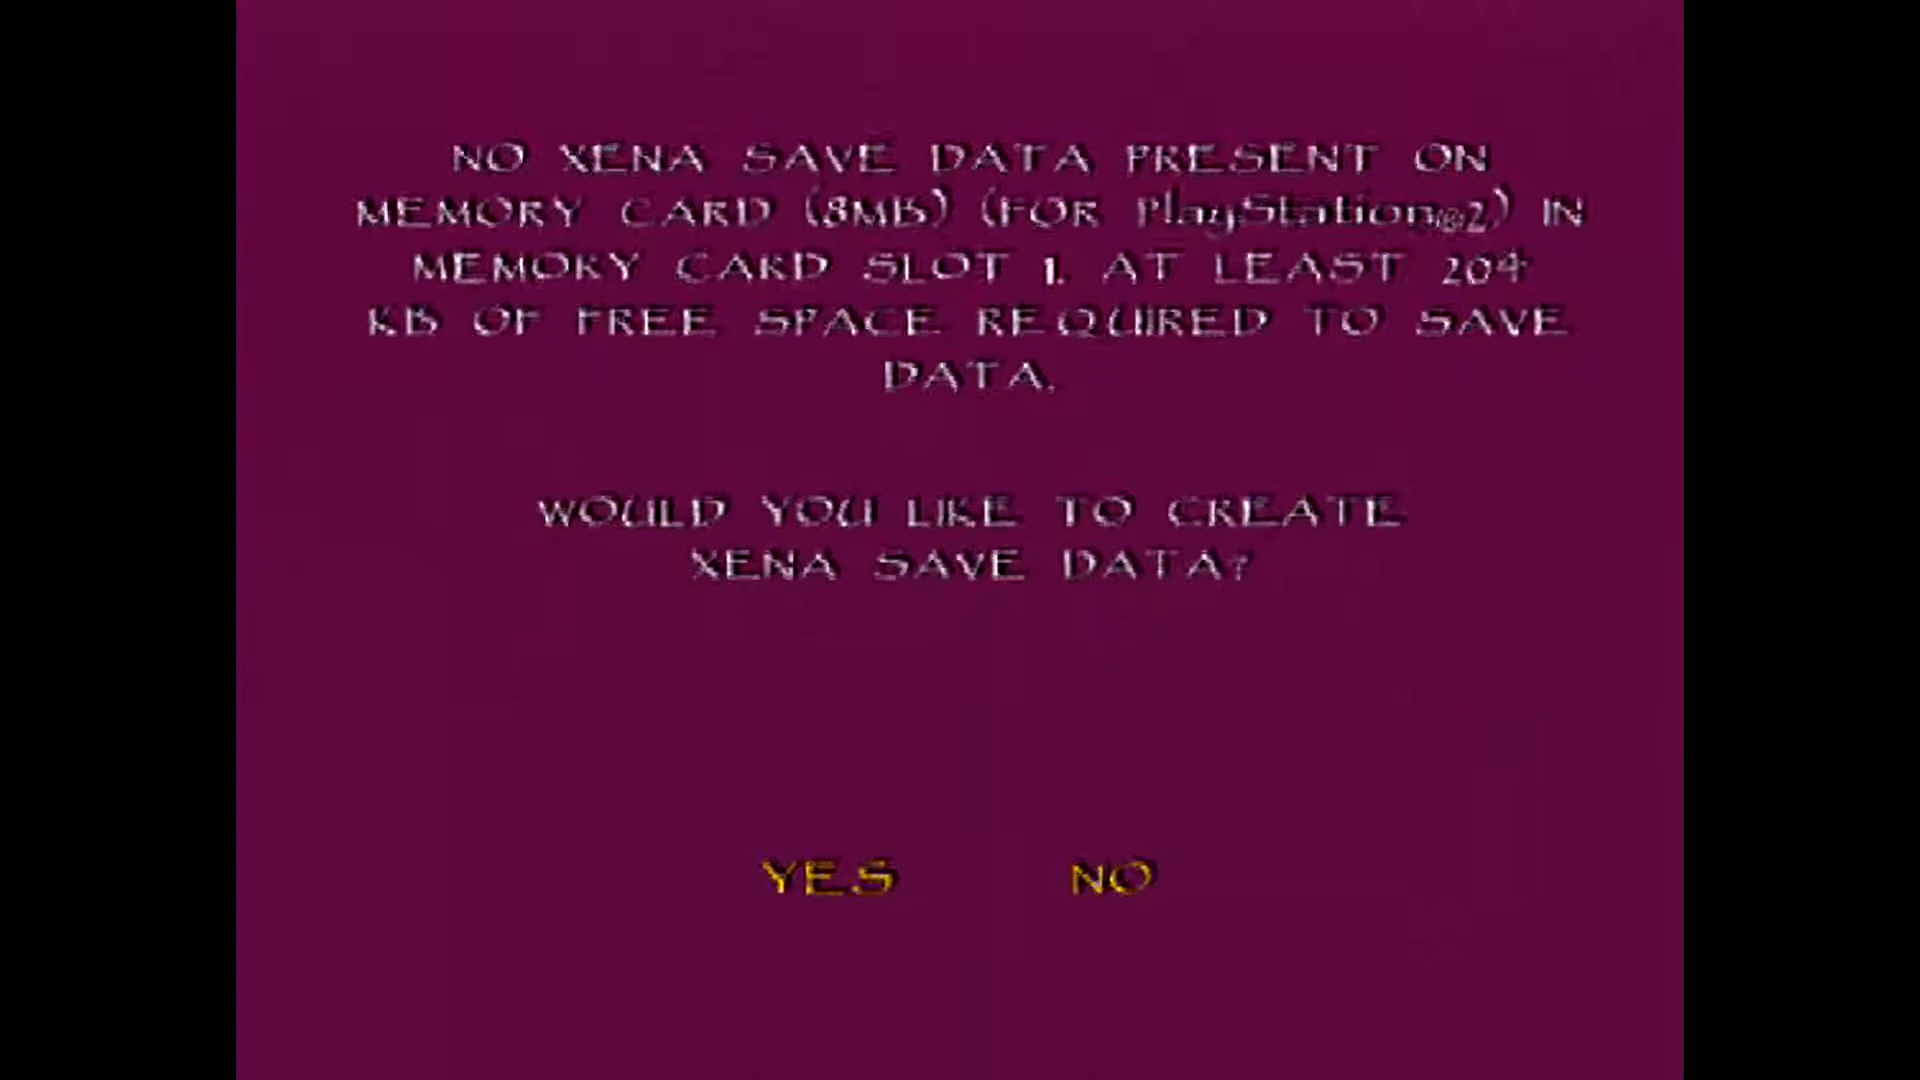 NO XENA SAVE DATA PRESENT ON
MEMORY CARD (8MB) (FOR PlayStation®2) IN
MEMORY CARD SLOT 1. AT LEAST 204
KB OF FREE SPACE REQUIRED TO SAVE
DATA.
WOULD YOU LIKE TO CREATE
XENA SAVE DATA?
YES NO